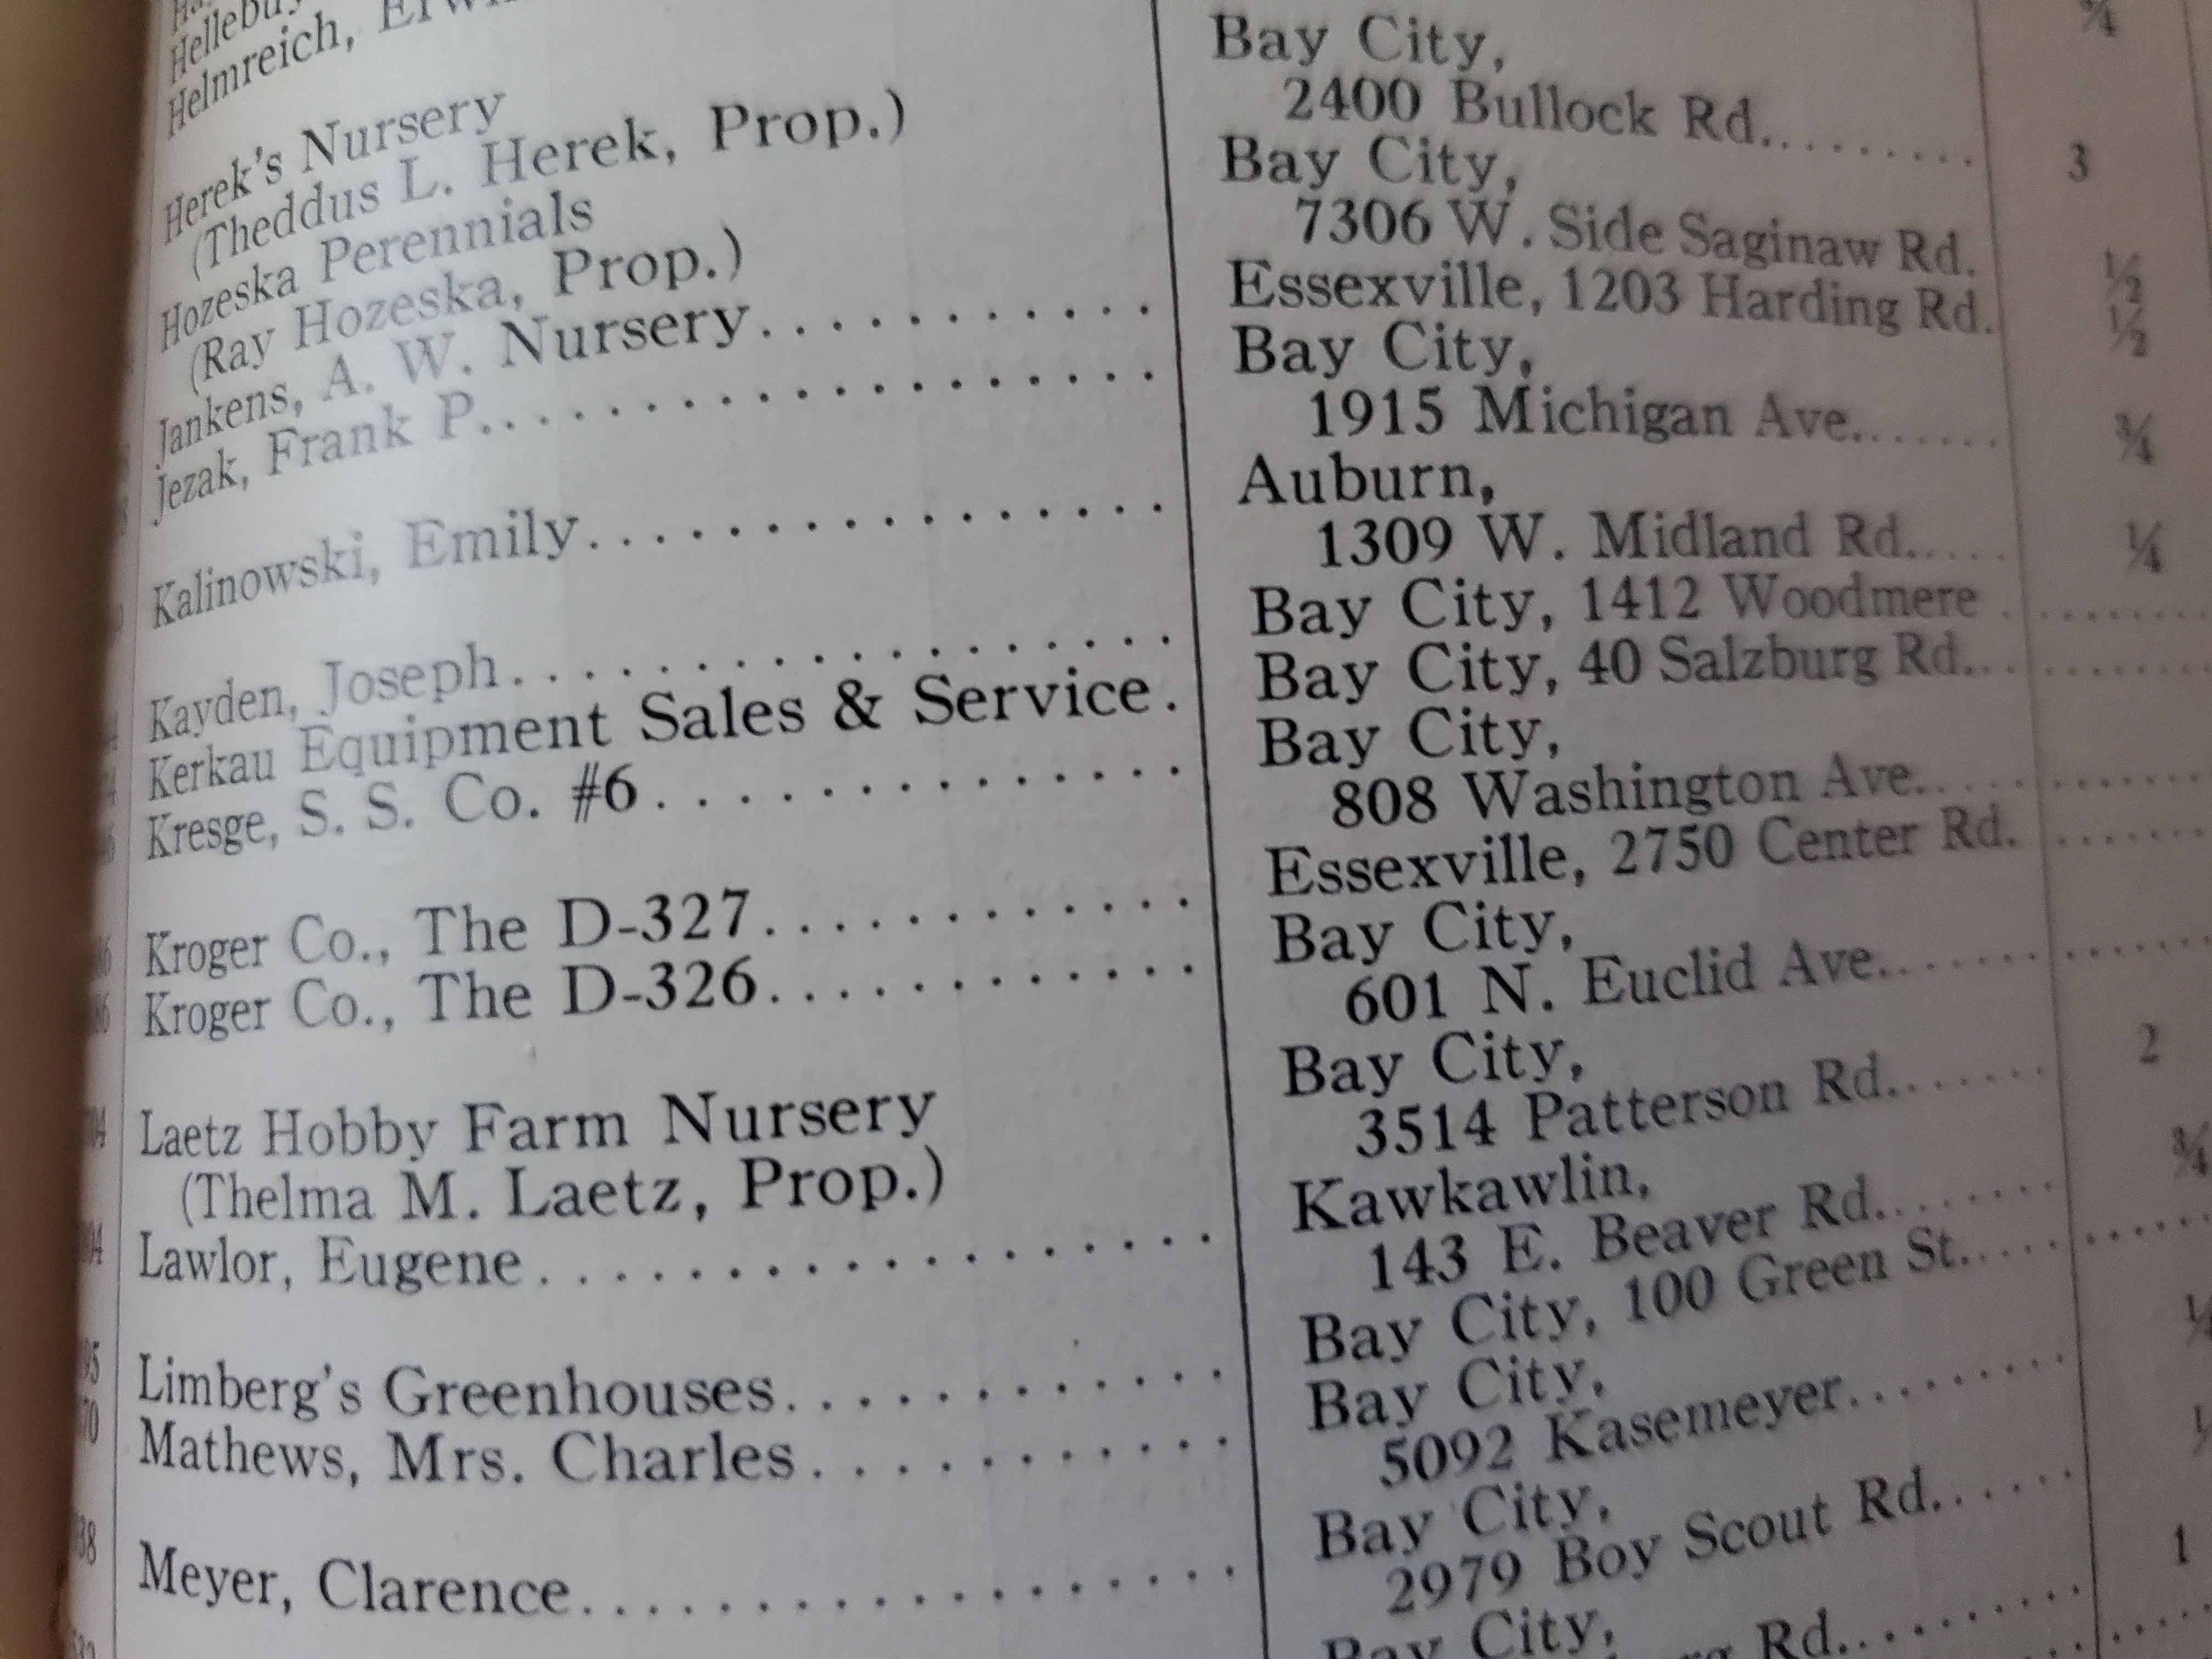 Helmreich,
Herek's Nursery
(Theddus L. Herek, Prop.)
Hozeska Perennials
(Ray Hozeska, Prop.)
Jankens, A. W. Nursery
Jezak, Frank P.
Kalinowski, Emily
Kayden, Joseph
Kerkau Equipment Sales & Service.
Kresge, S. S. Co. #6
Kroger Co., The D-327
Kroger Co., The D-326
Laetz Hobby Farm Nursery
(Thelma M. Laetz, Prop.)
Lawlor, Eugene
Limberg's Greenhouses
Mathews, Mrs. Charles
Meyer, Clarence
Bay City,
2400 Bullock Rd.
Bay City,
7306 W. Side Saginaw Rd.
Essexville, 1203 Harding Rd.
Bay City,
1915 Michigan Ave.
Auburn,
1309 W. Midland Rd.
Bay City, 1412 Woodmere
Bay City, 40 Salzburg Rd.
Bay City,
808 Washington Ave.
Essexville, 2750 Center Rd.
Bay City,
601 N. Euclid Ave.
Bay City,
3514 Patterson Rd.
Kawkawlin,
143 E. Beaver Rd.
Bay City, 100 Green St.
Bay City,
5092 Kasemeyer
Bay City,
2979 Boy Scout Rd.
Bay City,
Rd.
3
½
½
¾
¼
2
¾
¼
1